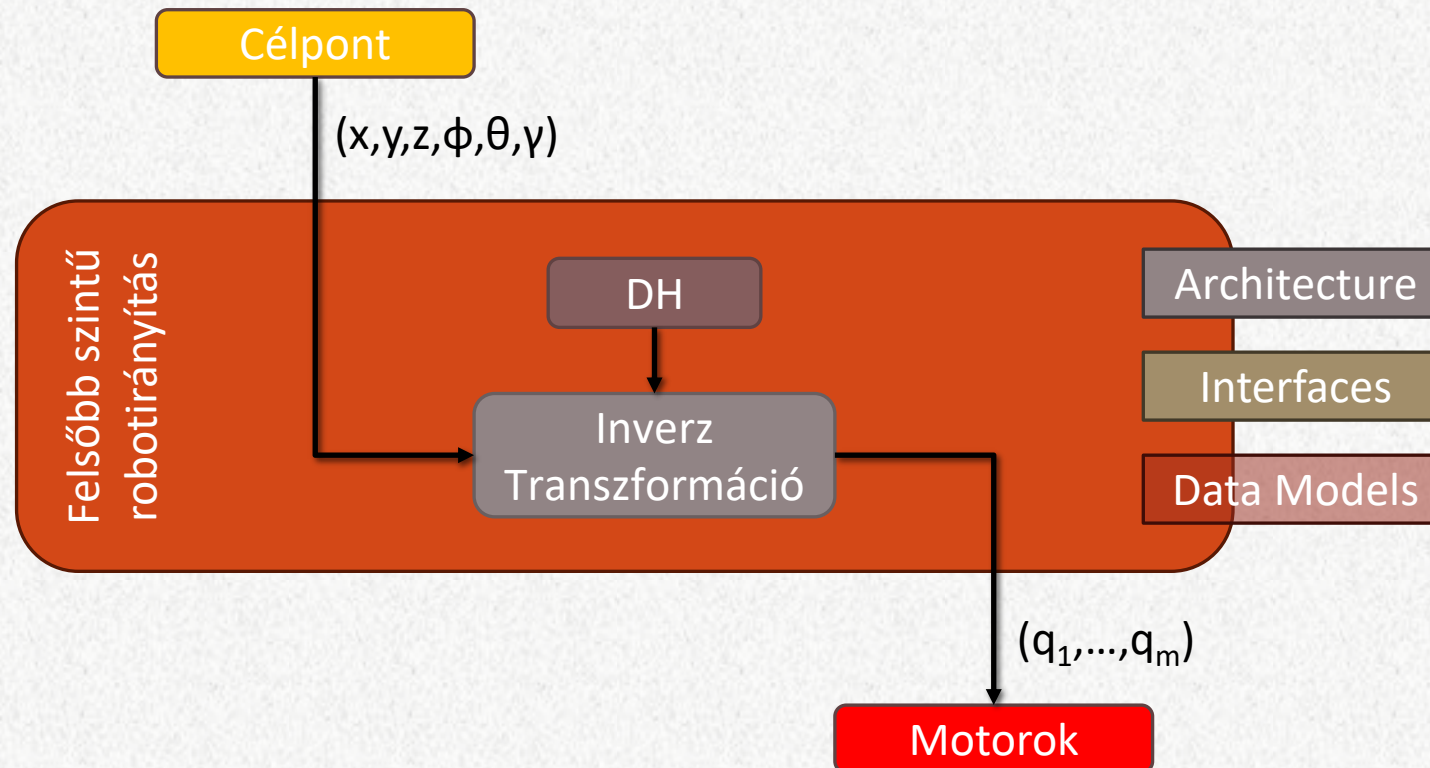 Célpont
(x,y,z,ϕ,θ,γ)
Felsőbb szintű
robotirányítás
DH
Inverz
Transzformáció
Architecture
Interfaces
Data Models
(q₁,…,qₘ)
Motorok